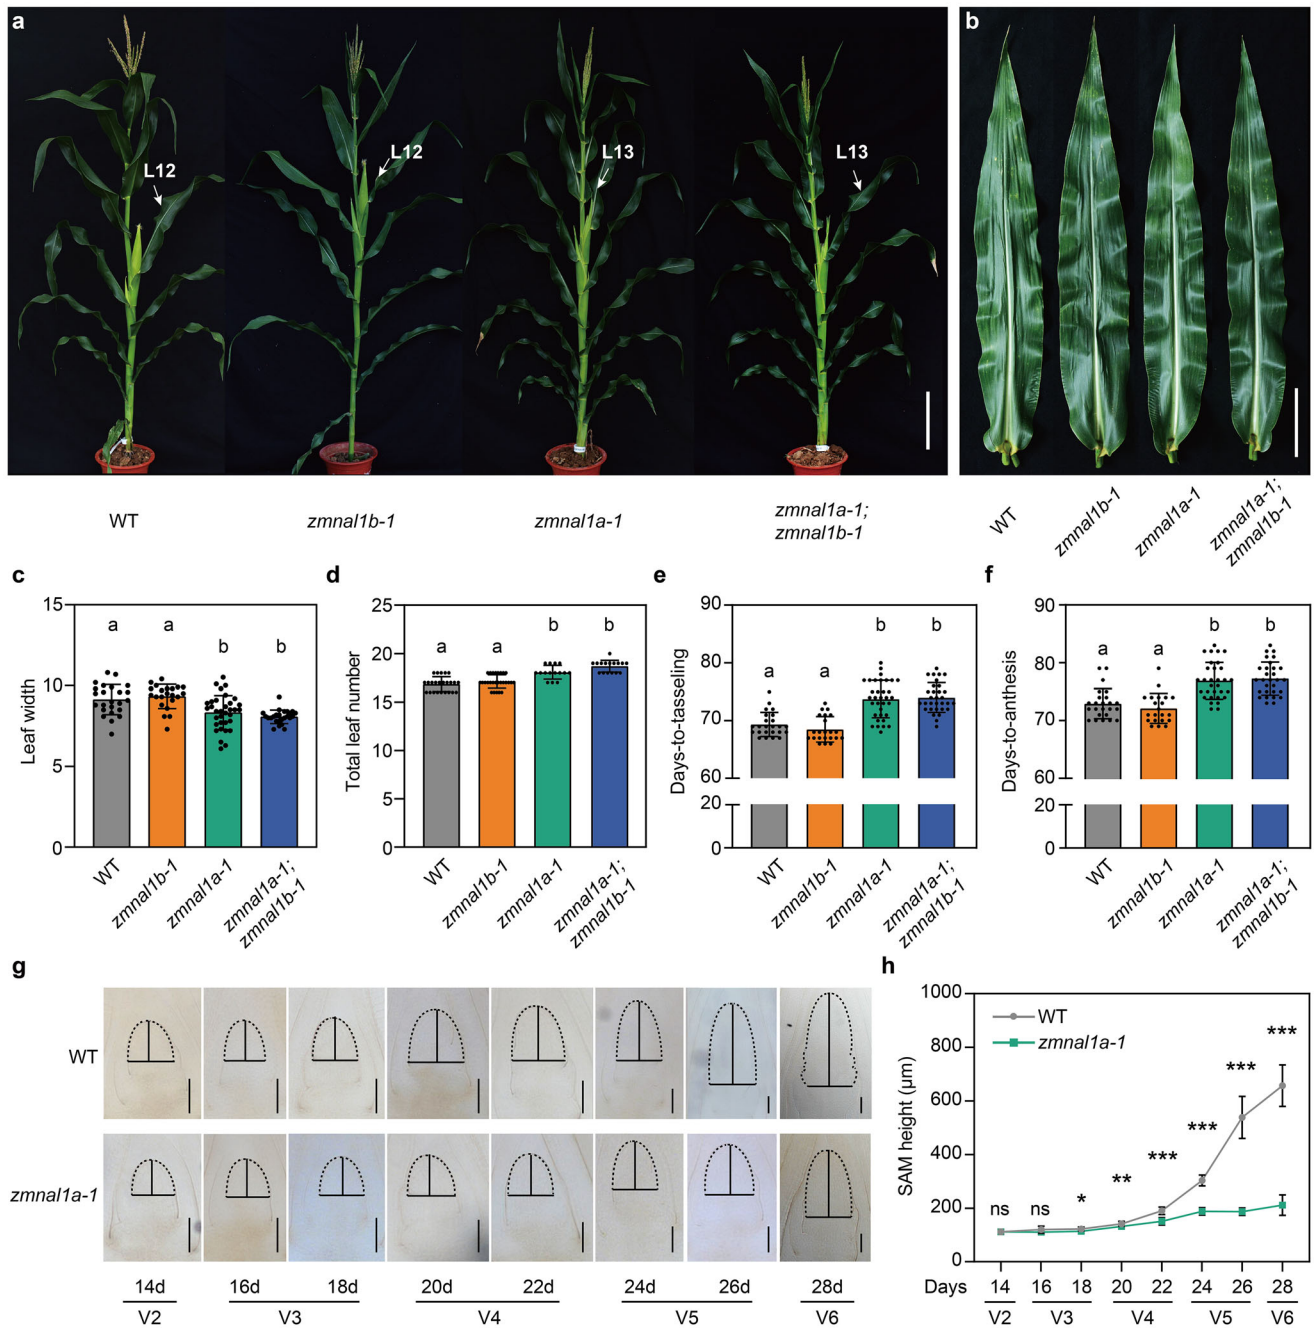 a
L12
L12
L13
L13
WT
zmnal1b-1
zmnal1a-1
zmnal1a-1;
zmnal1b-1
b
WT
zmnal1b-1
zmnal1a-1
zmnal1a-1;
zmnal1b-1
c
Leaf width
15
10
5
0
a
a
b
b
WT
zmnal1b-1
zmnal1a-1
zmnal1a-1;
zmnal1b-1
d
Total leaf number
25
20
15
10
5
0
a
a
b
b
WT
zmnal1b-1
zmnal1a-1
zmnal1a-1;
zmnal1b-1
e
Days-to-tasseling
90
80
70
60
20
0
a
a
b
b
WT
zmnal1b-1
zmnal1a-1
zmnal1a-1;
zmnal1b-1
f
Days-to-anthesis
90
80
70
60
20
0
a
a
b
b
WT
zmnal1b-1
zmnal1a-1
zmnal1a-1;
zmnal1b-1
g
WT
zmnal1a-1
14d 16d 18d 20d 22d 24d 26d 28d
V2 V3 V4 V5 V6
h
SAM height (μm)
1000
800
600
400
200
0
WT
zmnal1a-1
ns ns * ** *** *** *** ***
Days 14 16 18 20 22 24 26 28
V2 V3 V4 V5 V6